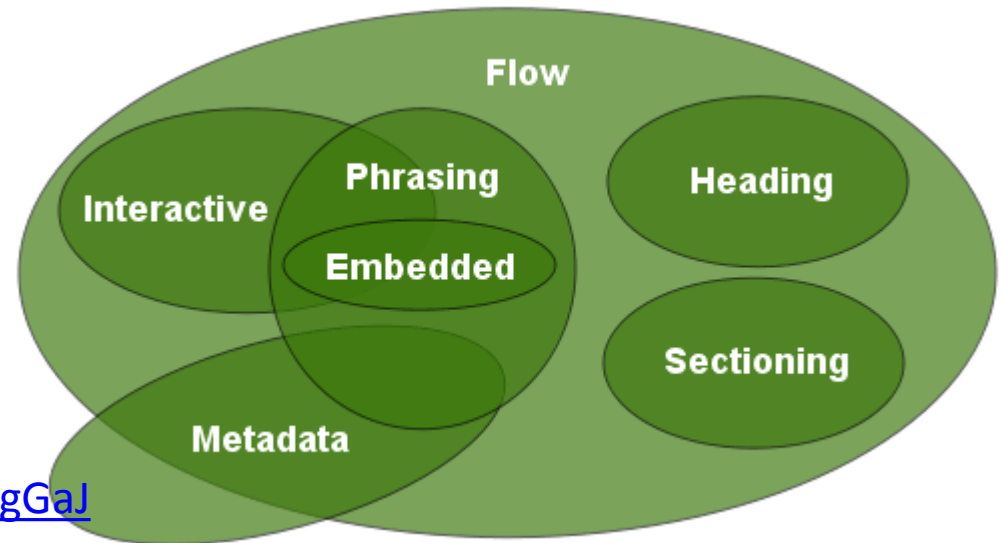 Flow
Phrasing
Heading
Interactive
Embedded
Sectioning
Metadata
gGaJ